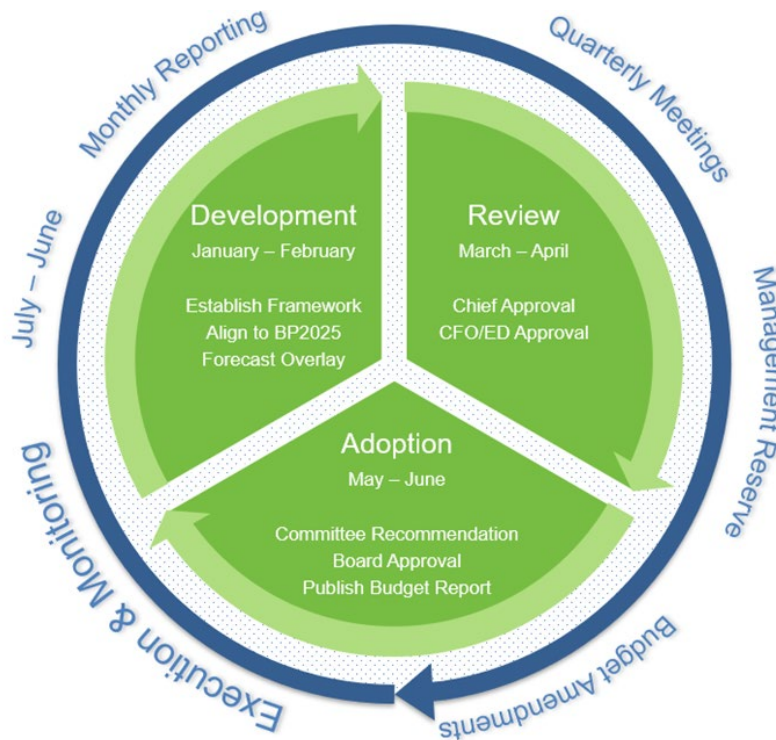 Execution & Monitoring
July – June
Monthly Reporting
Quarterly Meetings
Management Reserve
Budget Amendments
Development
January – February
Establish Framework
Align to BP2025
Forecast Overlay
Review
March – April
Chief Approval
CFO/ED Approval
Adoption
May – June
Committee Recommendation
Board Approval
Publish Budget Report